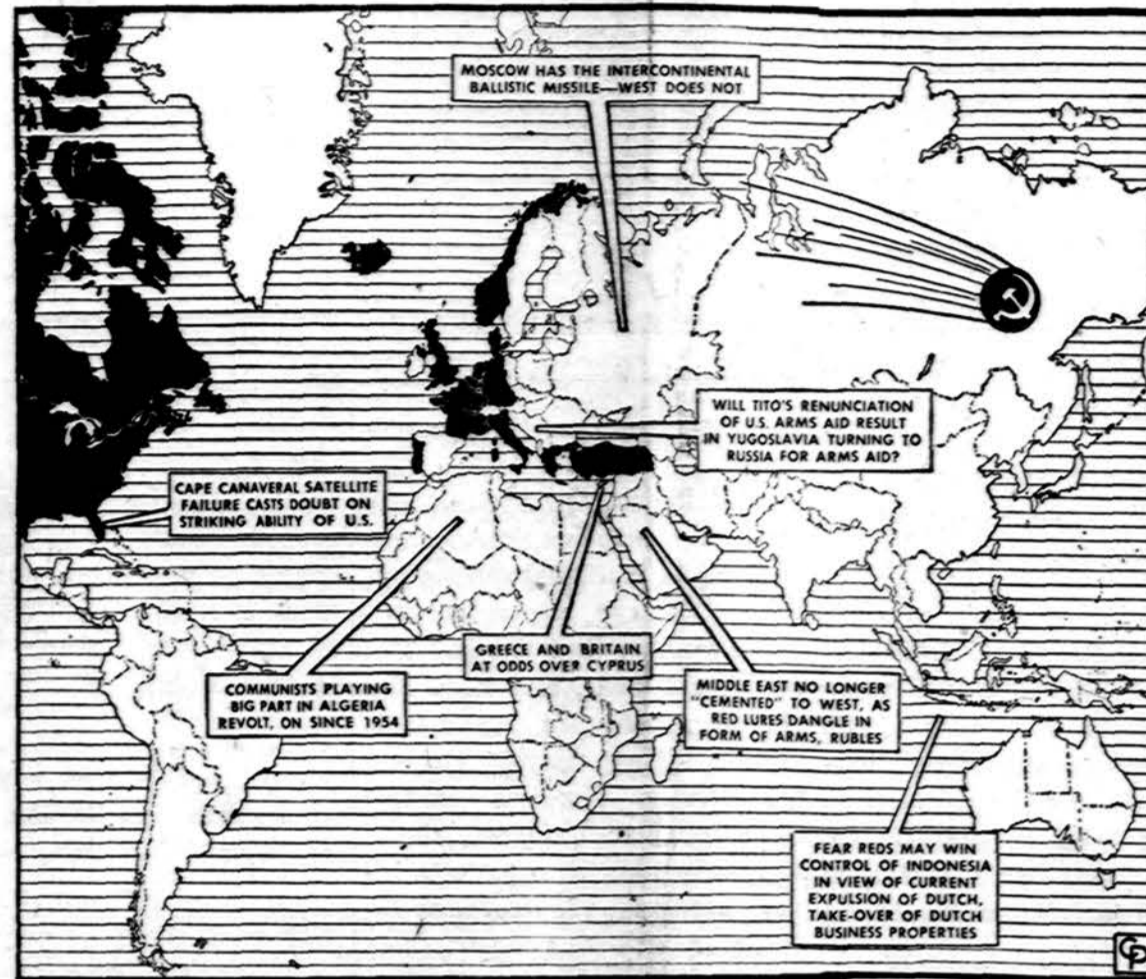 MOSCOW HAS THE INTERCONTINENTAL
BALLISTIC MISSILE—WEST DOES NOT
WILL TITO'S RENUNCIATION
OF U.S. ARMS AID RESULT
IN YUGOSLAVIA TURNING TO
RUSSIA FOR ARMS AID?
CAPE CANAVERAL SATELLITE
FAILURE CASTS DOUBT ON
STRIKING ABILITY OF U.S.
GREECE AND BRITAIN
AT ODDS OVER CYPRUS
COMMUNISTS PLAYING
BIG PART IN ALGERIA
REVOLT, ON SINCE 1954
MIDDLE EAST NO LONGER
"CEMENTED" TO WEST, AS
RED LURES DANGLE IN
FORM OF ARMS, RUBLES
FEAR REDS MAY WIN
CONTROL OF INDONESIA
IN VIEW OF CURRENT
EXPULSION OF DUTCH,
TAKE-OVER OF DUTCH
BUSINESS PROPERTIES